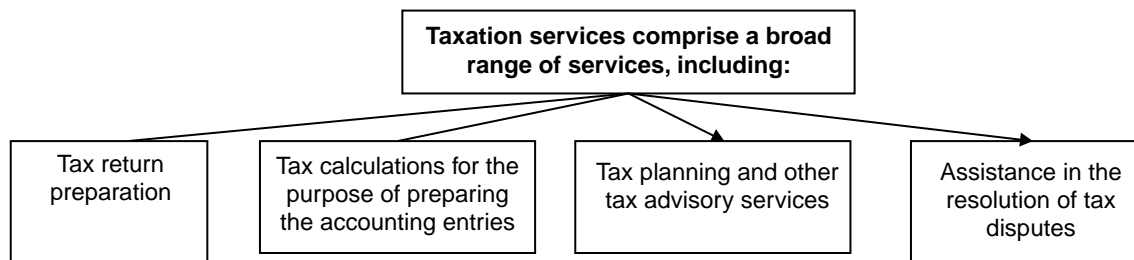 Taxation services comprise a broad
range of services, including:
Tax return
preparation
Tax calculations for the
purpose of preparing
the accounting entries
Tax planning and other
tax advisory services
Assistance in the
resolution of tax
disputes